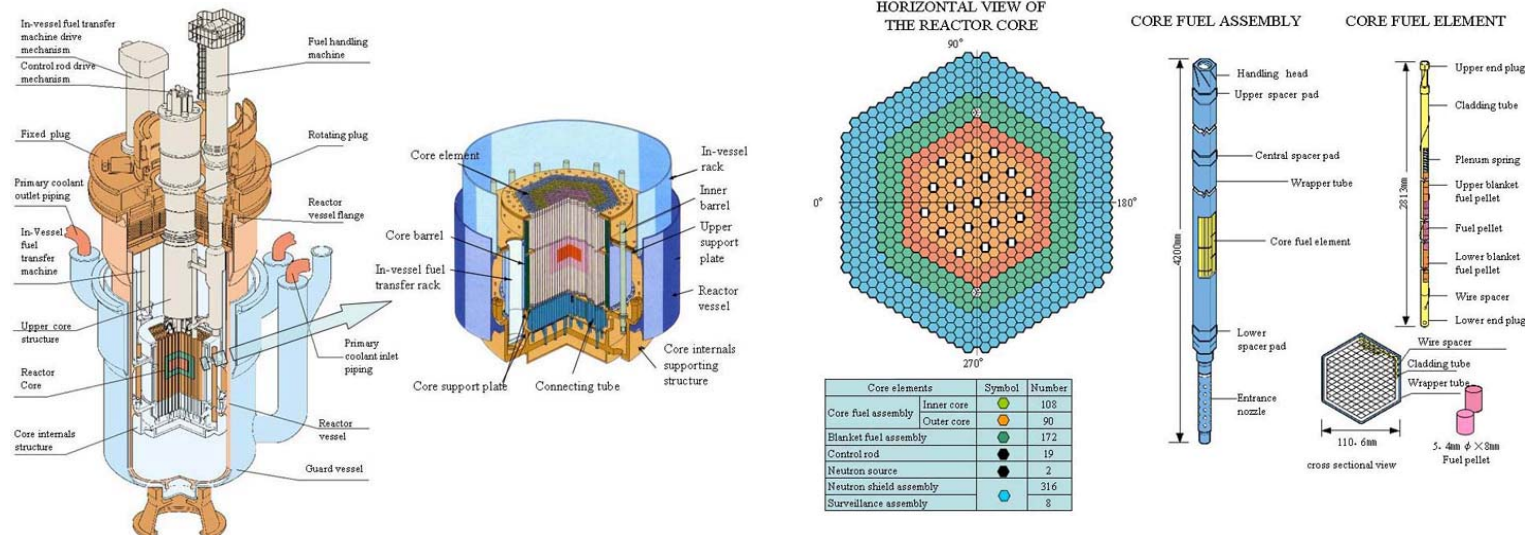 In-vessel fuel transfer
machine drive
mechanism
Control rod drive
mechanism
Fixed plug
Primary coolant
outlet piping
In-Vessel
fuel
transfer
machine
Upper core
structure
Reactor
Core
Core internals
structure
Fuel handling
machine
Rotating plug
Reactor
vessel flange
Primary
coolant inlet
piping
Reactor
vessel
Guard vessel
Core element
Core barrel
In-vessel fuel
transfer rack
Core support plate
Connecting tube
In-vessel
rack
Inner
barrel
Upper
support
plate
Reactor
vessel
Core internals
supporting
structure
HORIZONTAL VIEW OF
THE REACTOR CORE
90°
0°
180°
270°
Core elements Symbol Number
Core fuel assembly Inner core 108
Outer core 90
Blanket fuel assembly 172
Control rod 19
Neutron source 2
Neutron shield assembly 316
Surveillance assembly 8
CORE FUEL ASSEMBLY
4200mm
Handling head
Upper spacer pad
Central spacer pad
Wrapper tube
Core fuel element
Lower
spacer pad
Entrance
nozzle
CORE FUEL ELEMENT
2813mm
Upper end plug
Cladding tube
Plenum spring
Upper blanket
fuel pellet
Fuel pellet
Lower blanket
fuel pellet
Wire spacer
Lower end plug
Wire spacer
Cladding tube
Wrapper tube
110. 6mm
cross sectional view
5. 4mm ϕ ×8mm
Fuel pellet